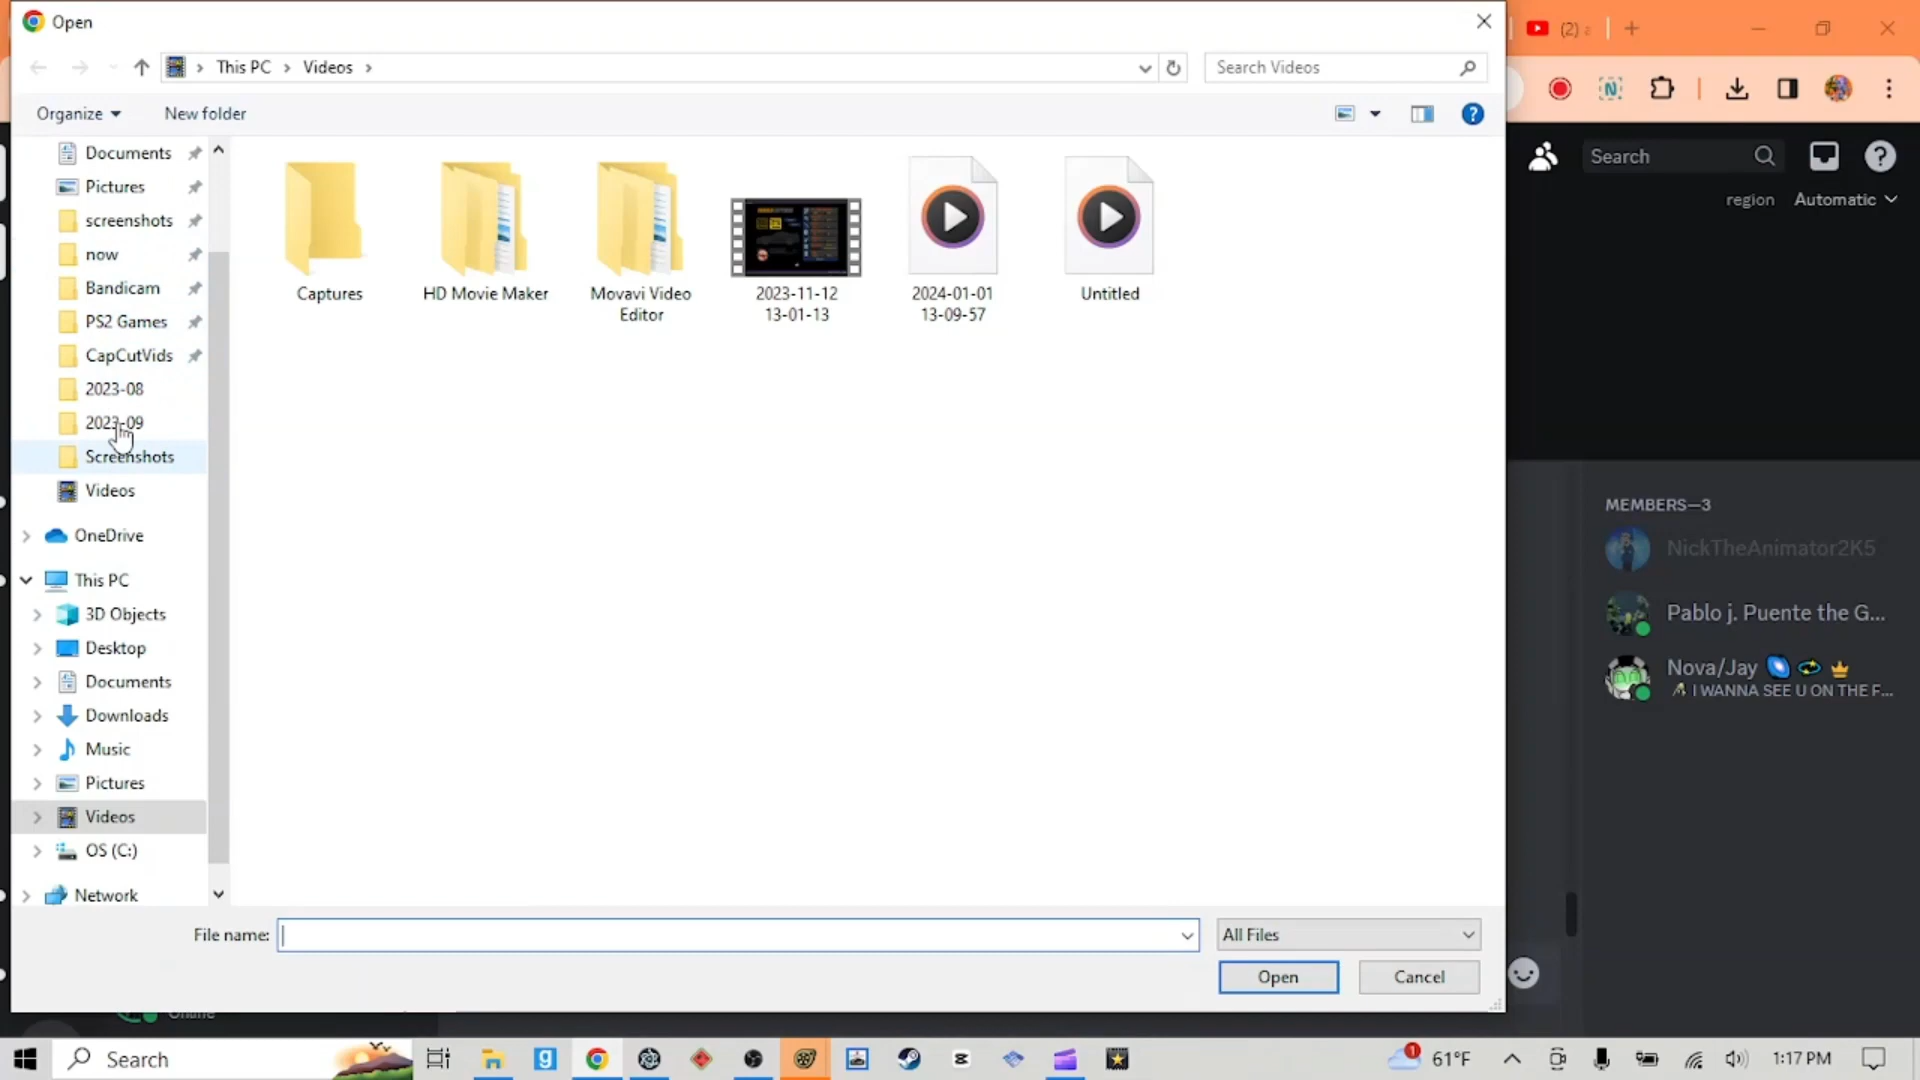 Open
(2)
This PC
Videos
Search Videos
Organize
New folder
Documents
Pictures
screenshots
now
Bandicam
PS2 Games
CapCutVids
2023-08
2023-09
Screenshots
Videos
OneDrive
This PC
3D Objects
Desktop
Documents
Downloads
Music
Pictures
Videos
OS (C:)
Network
Captures
HD Movie Maker
Movavi Video
Editor
2023-11-12
13-01-13
2024-01-01
13-09-57
Untitled
Search
region Automatic
MEMBERS—3
NickTheAnimator2K5
Pablo j. Puente the G...
Nova/Jay
I WANNA SEE U ON THE F...
File name:
All Files
Open
Cancel
Online
Search
1
61°F
1:17 PM